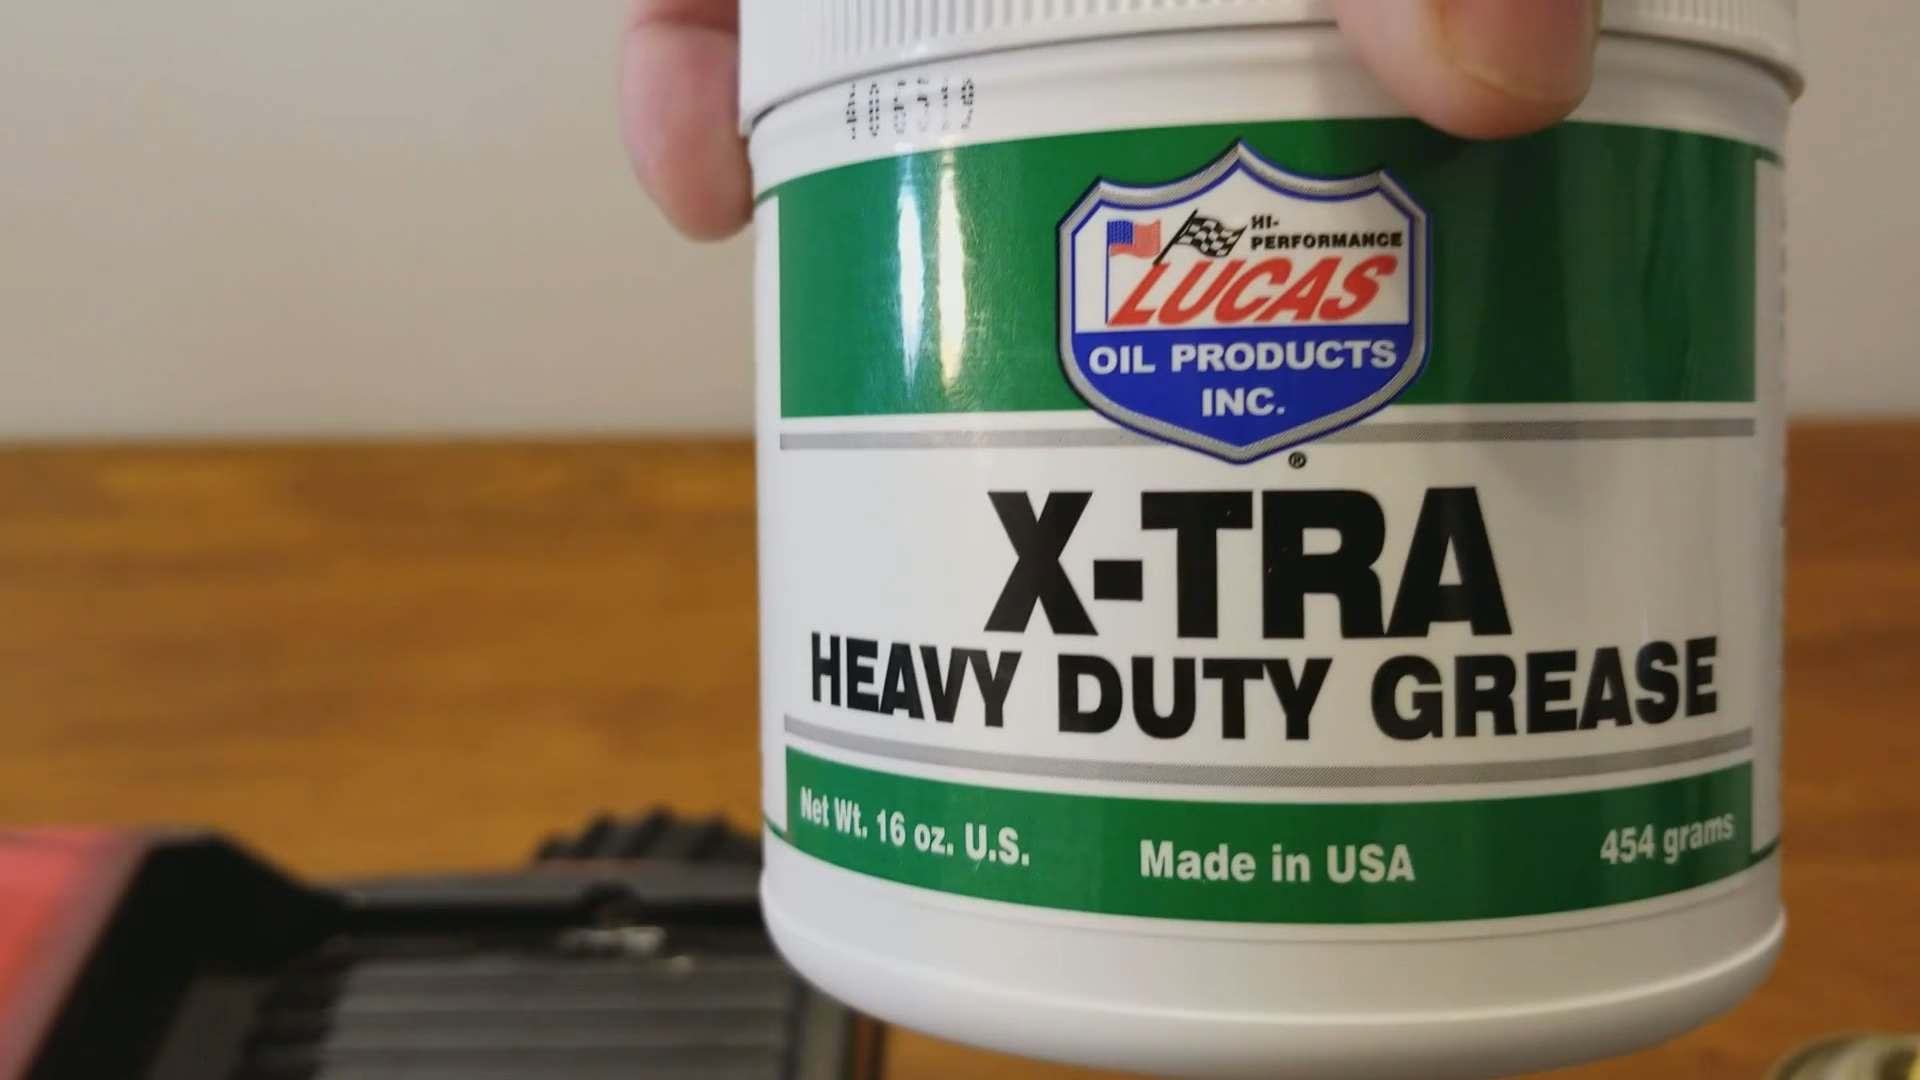 406519
HI-
PERFORMANCE
LUCAS
OIL PRODUCTS
INC.
®
X-TRA
HEAVY DUTY GREASE
Net Wt. 16 oz. U.S. Made in USA 454 grams